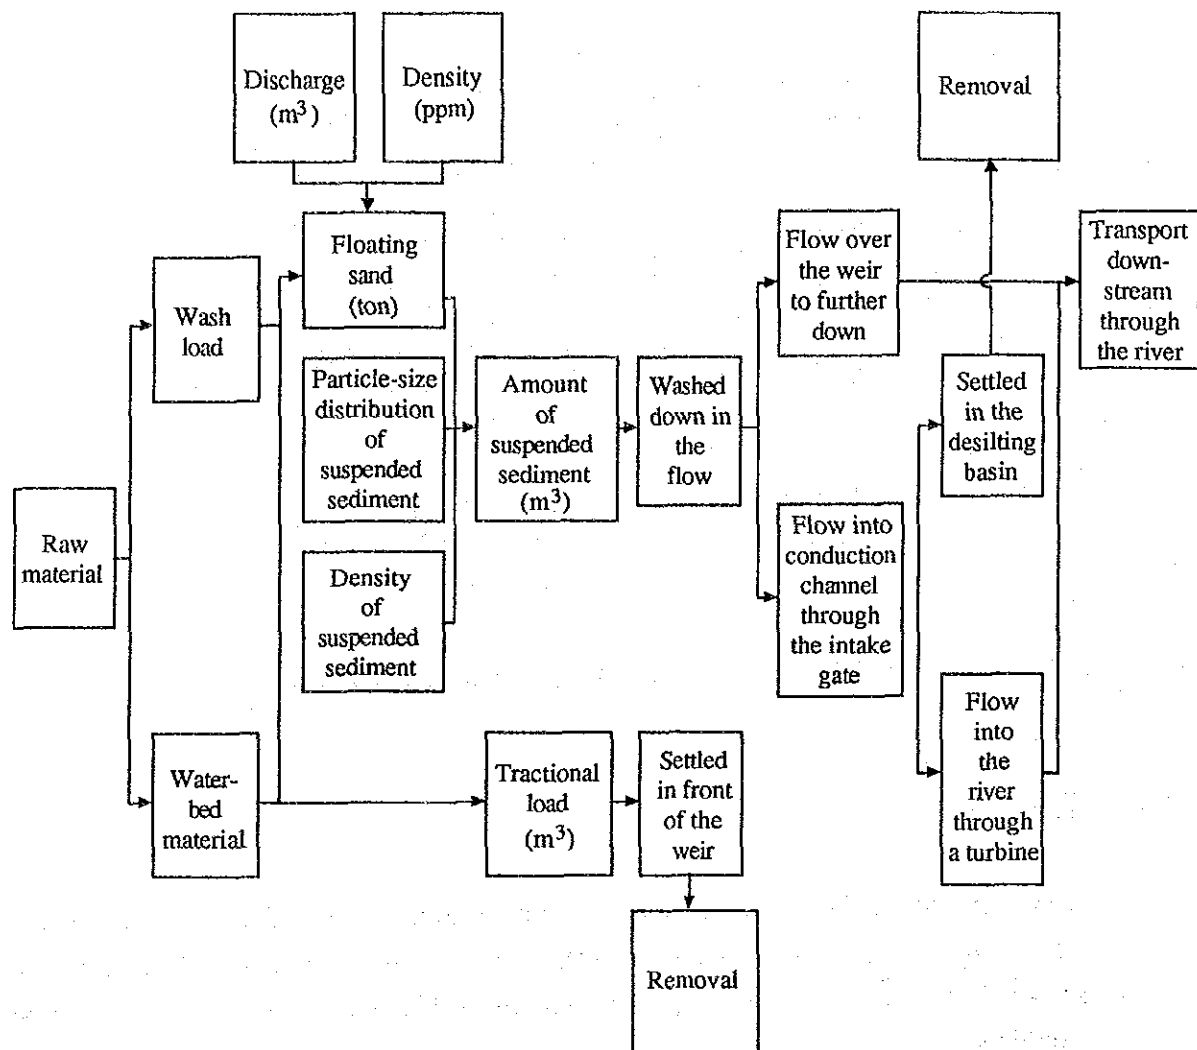 Discharge
(m³)
Density
(ppm)
Removal
Floating
sand
(ton)
Flow over
the weir
to further
down
Transport
down-
stream
through
the river
Wash
load
Particle-size
distribution
of
suspended
sediment
Amount
of
suspended
sediment
(m³)
Washed
down in
the
flow
Settled
in the
desilting
basin
Raw
material
Density
of
suspended
sediment
Flow into
conduction
channel
through
the intake
gate
Water-
bed
material
Tractional
load
(m³)
Settled
in front
of the
weir
Flow
into
the
river
through
a turbine
Removal